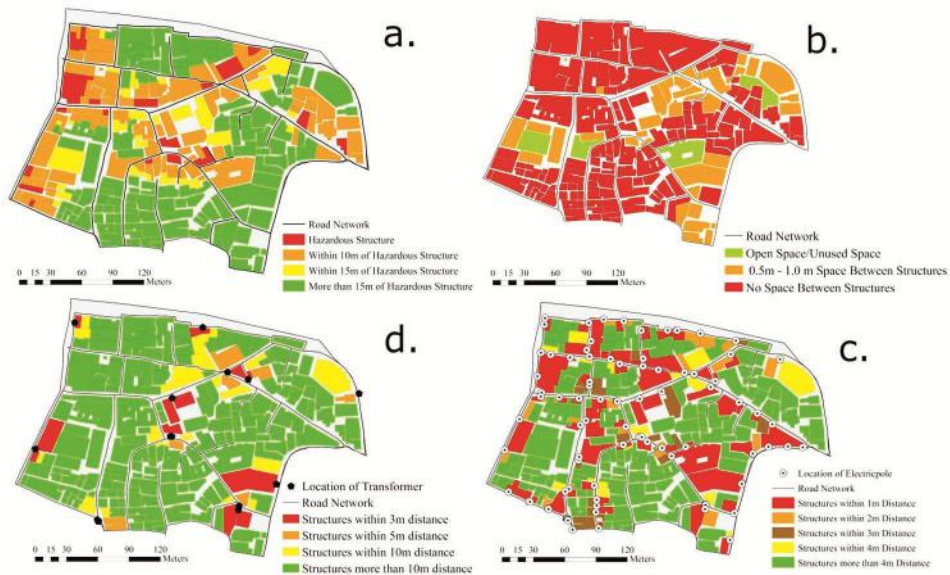 a.
Road Network
Hazardous Structure
Within 10m of Hazardous Structure
Within 15m of Hazardous Structure
More than 15m of Hazardous Structure
0 15 30 60 90 120
Meters
b.
Road Network
Open Space/Unused Space
0.5m - 1.0 m Space Between Structures
No Space Between Structures
0 15 30 60 90 120
Meters
d.
Location of Transformer
Road Network
Structures within 3m distance
Structures within 5m distance
Structures within 10m distance
Structures more than 10m distance
0 15 30 60 90 120
Meters
c.
Location of Electricpole
Road Network
Structures within 1m Distance
Structures within 2m Distance
Structures within 3m Distance
Structures within 4m Distance
Structures more than 4m Distance
0 15 30 60 90 120
Meters